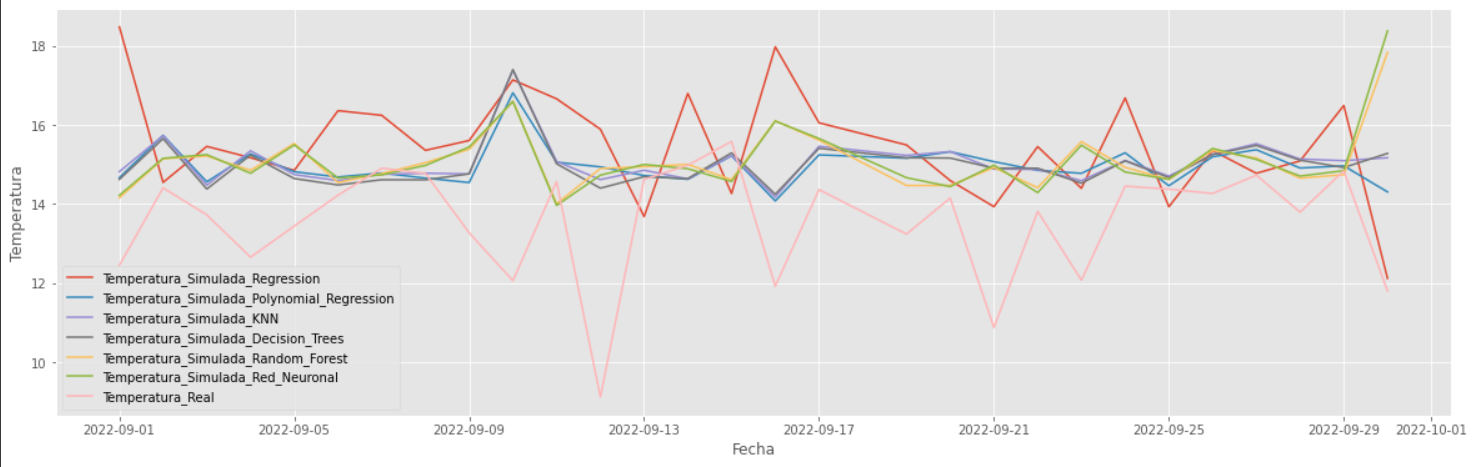 18
16
14
12
10
Temperatura
Temperatura_Simulada_Regression
Temperatura_Simulada_Polynomial_Regression
Temperatura_Simulada_KNN
Temperatura_Simulada_Decision_Trees
Temperatura_Simulada_Random_Forest
Temperatura_Simulada_Red_Neuronal
Temperatura_Real
2022-09-01 2022-09-05 2022-09-09 2022-09-13 2022-09-17 2022-09-21 2022-09-25 2022-09-29 2022-10-01
Fecha